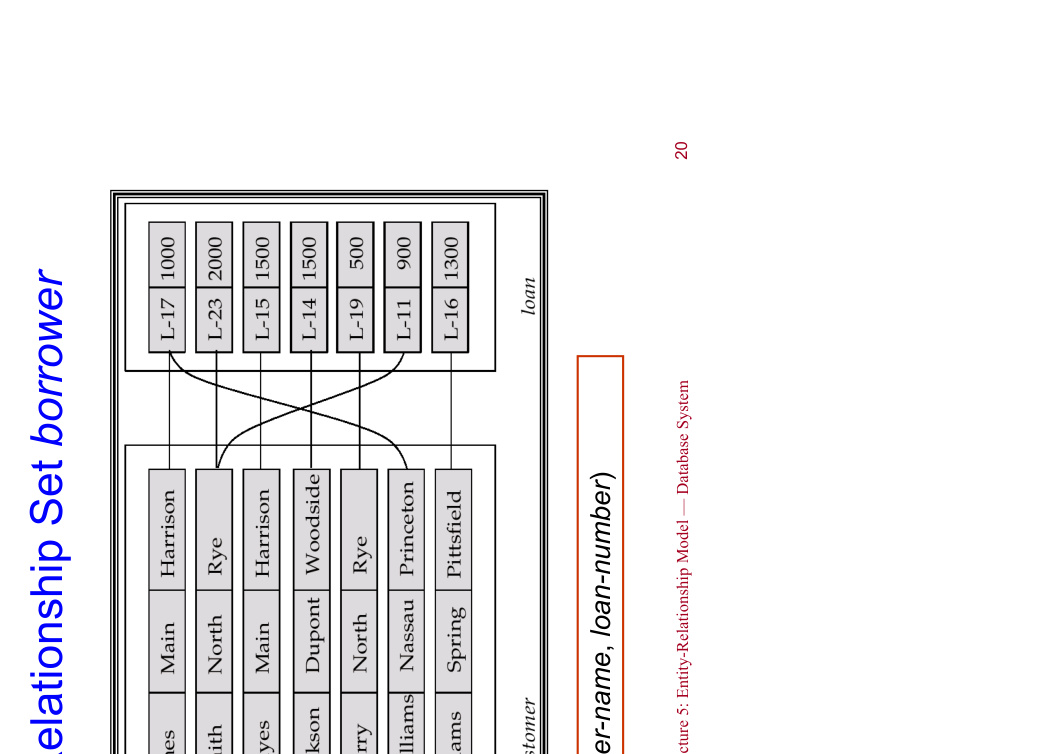 elationship Set borrower
nes Main Harrison L-17 1000
ith North Rye L-23 2000
yes Main Harrison L-15 1500
kson Dupont Woodside L-14 1500
rry North Rye L-19 500
lliams Nassau Princeton L-11 900
ams Spring Pittsfield L-16 1300
stomer loan
er-name, loan-number)
cture 5: Entity-Relationship Model — Database System 20